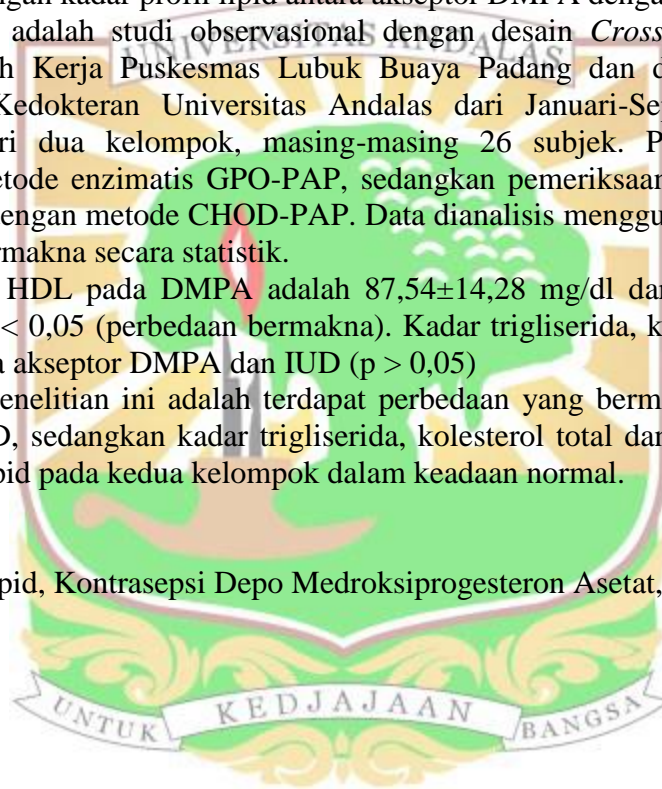 ngan kadar profil lipid antara akseptor DMPA denga
adalah studi observasional dengan desain Cross
UNIVERSITAS ANDALAS
h Kerja Puskesmas Lubuk Buaya Padang dan d
Kedokteran Universitas Andalas dari Januari-Se
ri dua kelompok, masing-masing 26 subjek. P
etode enzimatis GPO-PAP, sedangkan pemeriksaan
dengan metode CHOD-PAP. Data dianalisis menggu
rmakna secara statistik.
HDL pada DMPA adalah 87,54±14,28 mg/dl dar
< 0,05 (perbedaan bermakna). Kadar trigliserida, k
a akseptor DMPA dan IUD (p > 0,05)
enelitian ini adalah terdapat perbedaan yang berm
D, sedangkan kadar trigliserida, kolesterol total dan
pid pada kedua kelompok dalam keadaan normal.
pid, Kontrasepsi Depo Medroksiprogesteron Asetat,
UNTUK KEDJAJAAN BANGSA